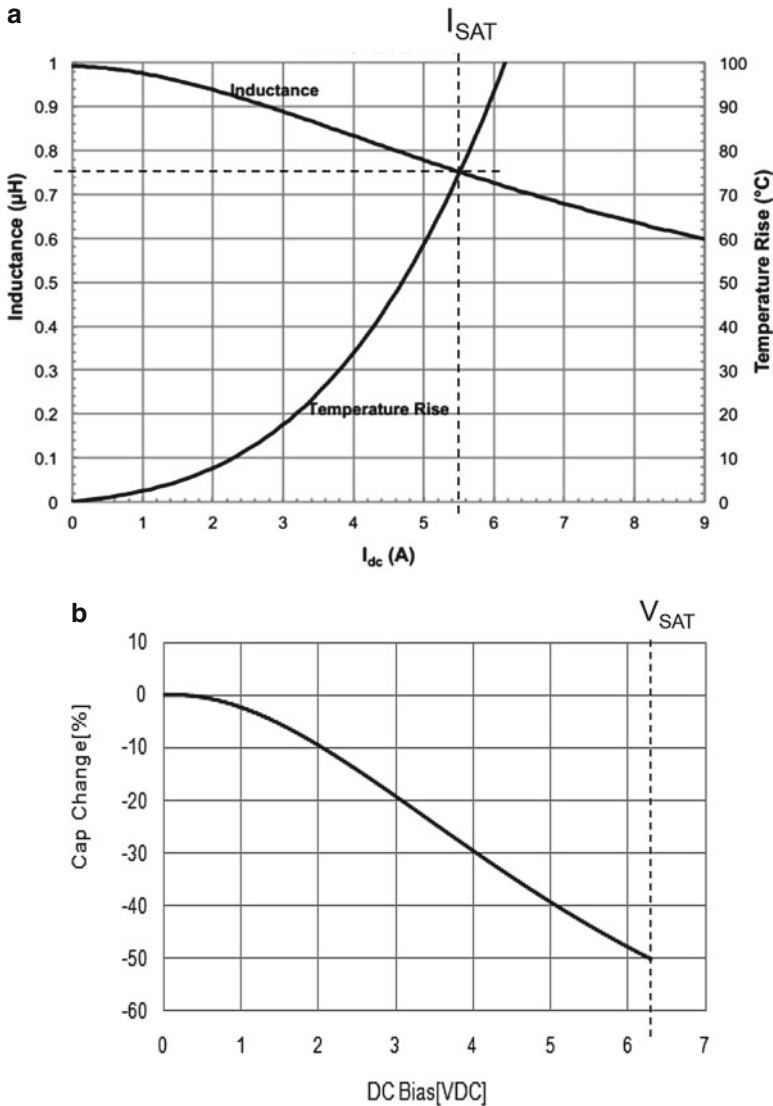 a
I_SAT
Inductance (µH)
1
0.9
0.8
0.7
0.6
0.5
0.4
0.3
0.2
0.1
0
Inductance
Temperature Rise
100
90
80
70
60
50
40
30
20
10
0
Temperature Rise (°C)
0 1 2 3 4 5 6 7 8 9
I_dc (A)
b
V_SAT
Cap Change[%]
10
0
-10
-20
-30
-40
-50
-60
0 1 2 3 4 5 6 7
DC Bias[VDC]